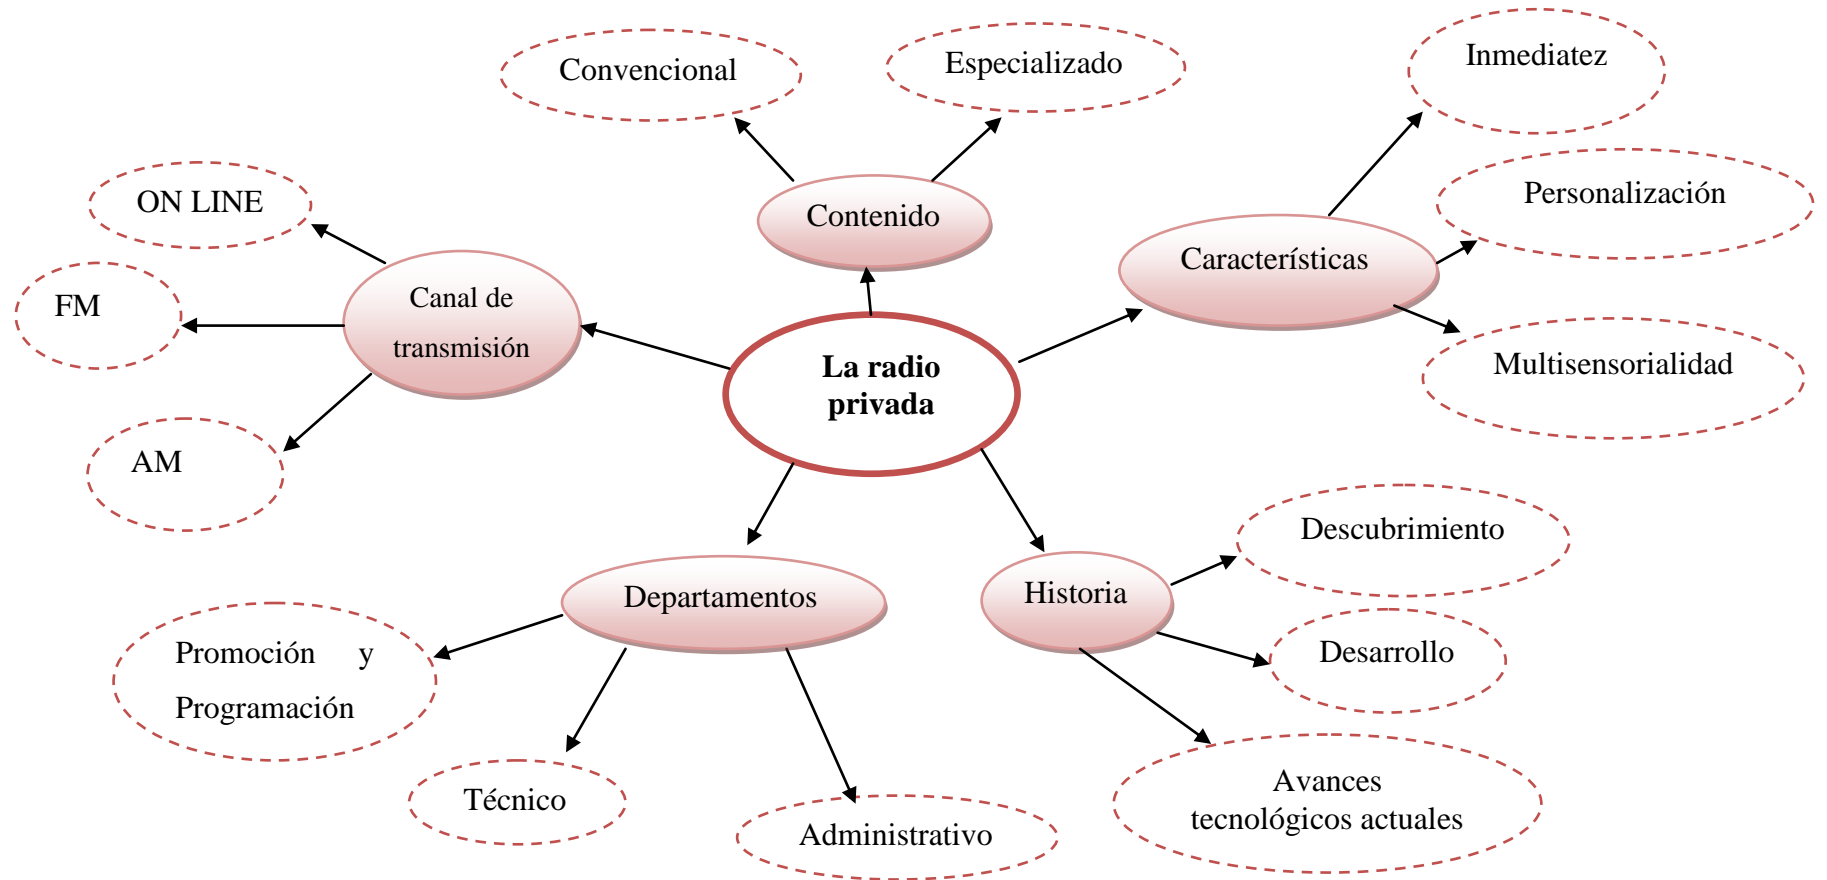 Convencional
Especializado
Inmediatez
ON LINE
Personalización
Contenido
Características
FM
Canal de
transmisión
La radio
privada
Multisensorialidad
AM
Descubrimiento
Departamentos
Historia
Promoción y
Programación
Desarrollo
Técnico
Administrativo
Avances
tecnológicos actuales